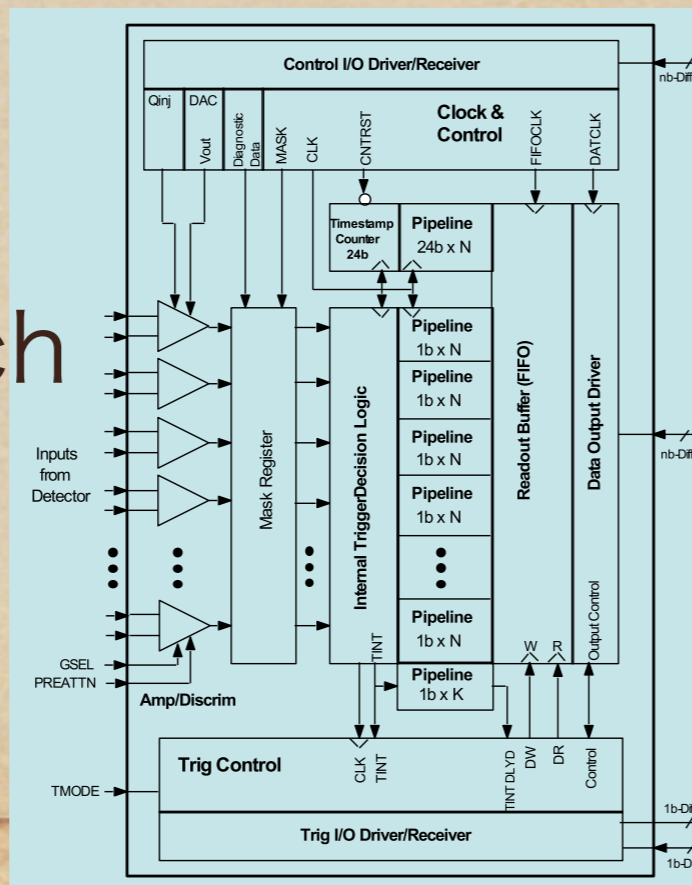 Control I/O Driver/Receiver
nb-Diff
Qinj
DAC
Vout
Diagnostic
Data
MASK
CLK
Clock &
Control
CNTRST
FIFOCLK
DATCLK
Timestamp
Counter
24b
Pipeline
24b x N
ch
Inputs
from
Detector
Mask Register
Internal TriggerDecision Logic
Pipeline
1b x N
Pipeline
1b x N
Pipeline
1b x N
Pipeline
1b x N
Pipeline
1b x N
Readout Buffer (FIFO)
Data Output Driver
nb-Diff
GSEL
PREATTN
Amp/Discrim
TINT
Pipeline
1b x K
W
R
Output Control
CLK
TINT
TINT DLYD
DW
DR
Control
Trig Control
TMODE
Trig I/O Driver/Receiver
1b-Dif
1b-D